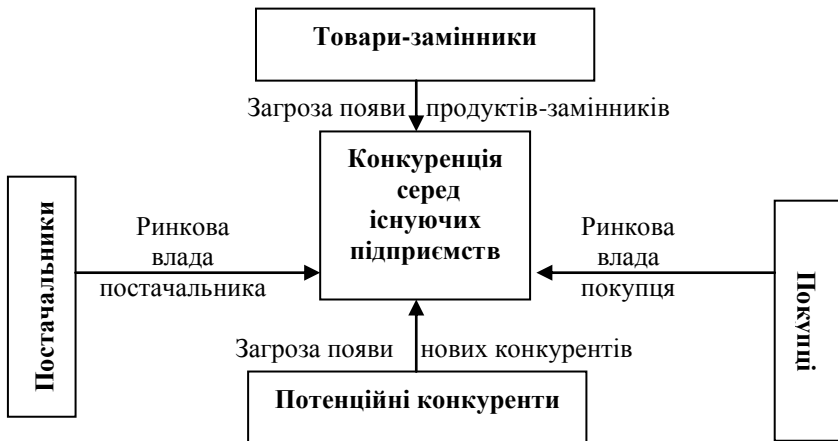 Товари-замінники
Загроза появи продуктів-замінників
Конкуренція
серед
існуючих
підприємств
Постачальники
Ринкова
влада
постачальника
Ринкова
влада
покупця
Покупці
Загроза появи нових конкурентів
Потенційні конкуренти